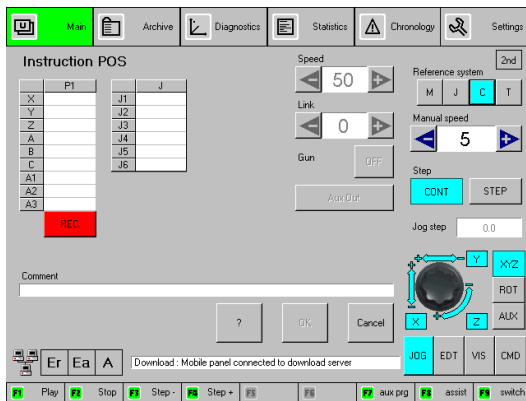 Main Archive Diagnostics Statistics Chronology Settings
Instruction POS
Speed
2nd
Reference system
P1 J
50
M J C T
X J1
Y J2
Z J3
A J4
B J5
C J6
A1
A2
A3
REC.
Link
0
Manual speed
5
Gun OFF
Step
CONT STEP
Aux Out
Jog step 0.0
Y XYZ
ROT
X Z AUX
Comment
? OK Cancel
JOG EDT VIS CMD
Er Ea A Download : Mobile panel connected to download server
F1 Play F2 Stop F3 Step - F4 Step + F5 F6 F7 aux prg F8 assist F9 switch